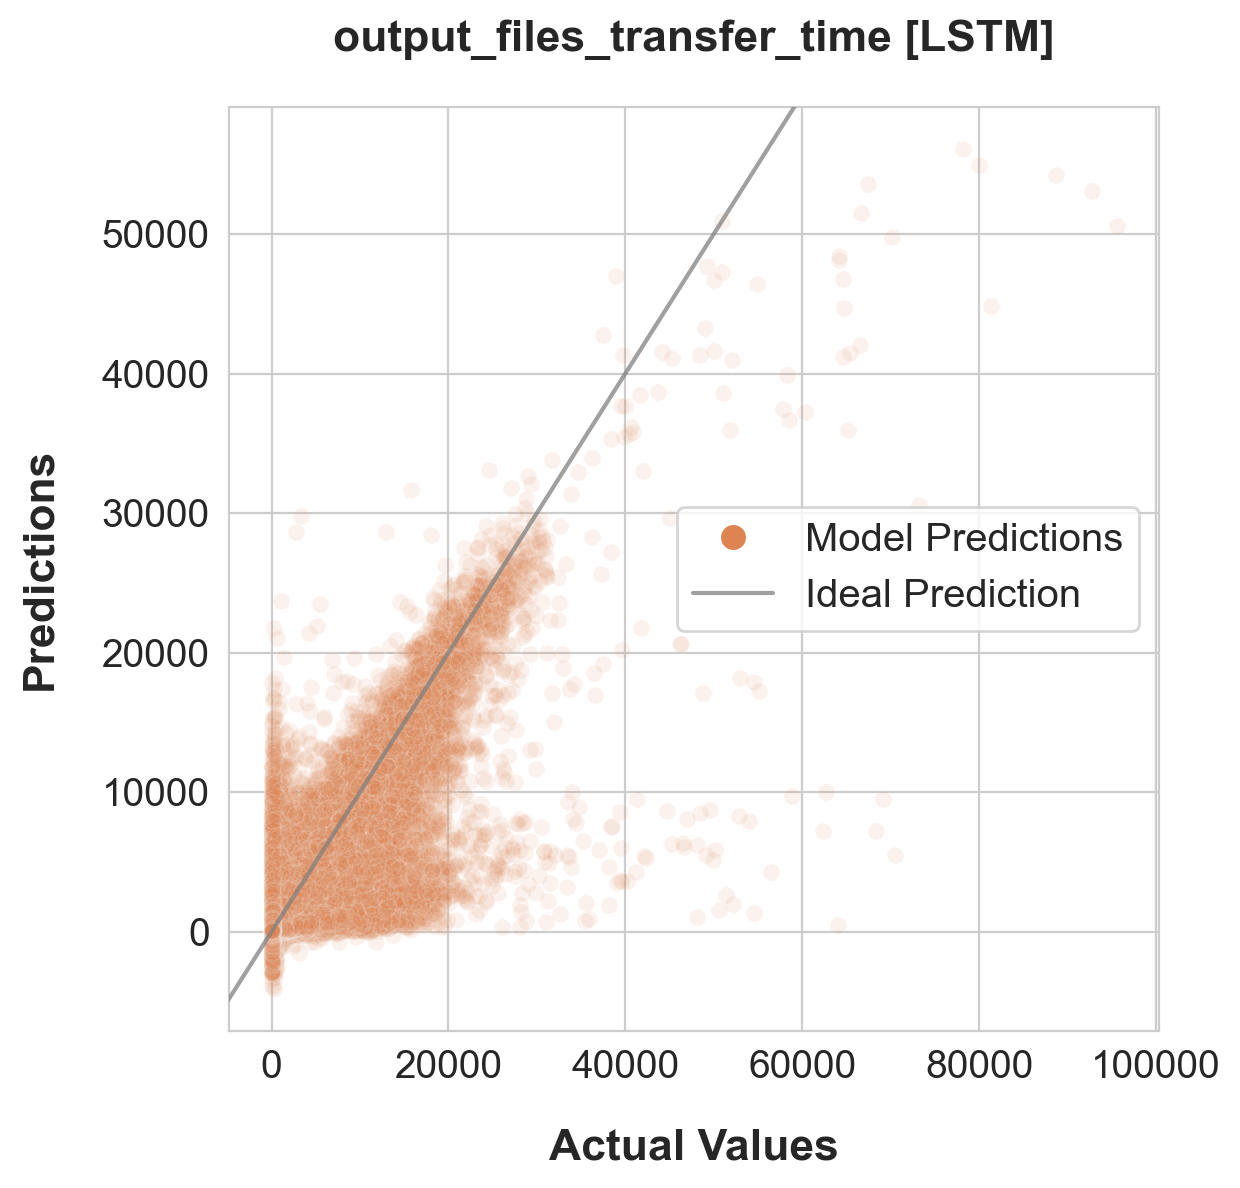 output_files_transfer_time [LSTM]
50000
40000
30000
20000
10000
0
Predictions
Model Predictions
Ideal Prediction
0 20000 40000 60000 80000 100000
Actual Values